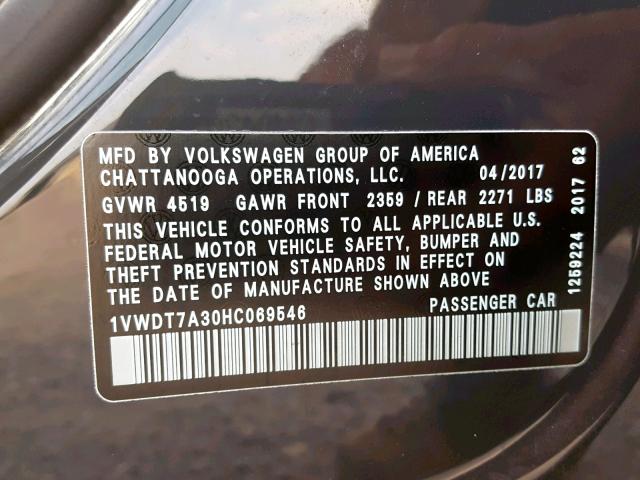 MFD BY VOLKSWAGEN GROUP OF AMERICA
CHATTANOOGA OPERATIONS, LLC. 04/2017
GVWR 4519 GAWR FRONT 2359 / REAR 2271 LBS
THIS VEHICLE CONFORMS TO ALL APPLICABLE U.S.
FEDERAL MOTOR VEHICLE SAFETY, BUMPER AND
THEFT PREVENTION STANDARDS IN EFFECT ON
THE DATE OF MANUFACTURE SHOWN ABOVE
1VWDT7A30HC069546 PASSENGER CAR
1259224 2017 62